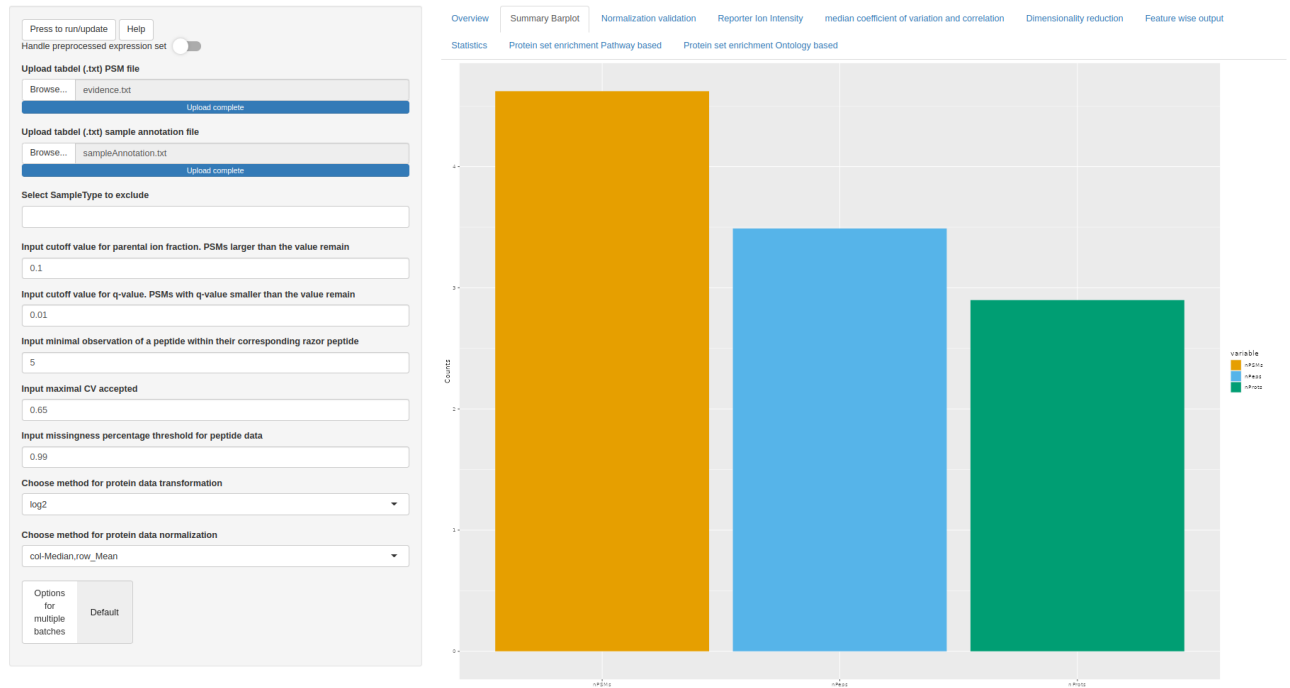 Press to run/update Help
Handle preprocessed expression set
Upload tabdel (.txt) PSM file
Browse... evidence.txt
Upload complete
Upload tabdel (.txt) sample annotation file
Browse... sampleAnnotation.txt
Upload complete
Select SampleType to exclude
Input cutoff value for parental ion fraction. PSMs larger than the value remain
0.1
Input cutoff value for q-value. PSMs with q-value smaller than the value remain
0.01
Input minimal observation of a peptide within their corresponding razor peptide
5
Input maximal CV accepted
0.65
Input missingness percentage threshold for peptide data
0.99
Choose method for protein data transformation
log2
Choose method for protein data normalization
col-Median,row_Mean
Options
for
multiple
batches
Default
Overview Summary Barplot Normalization validation Reporter Ion Intensity median coefficient of variation and correlation Dimensionality reduction Feature wise output
Statistics Protein set enrichment Pathway based Protein set enrichment Ontology based
Counts
4
3
2
1
0
nPSMs nPeps nProts
variable
nPSMs
nPeps
nProts